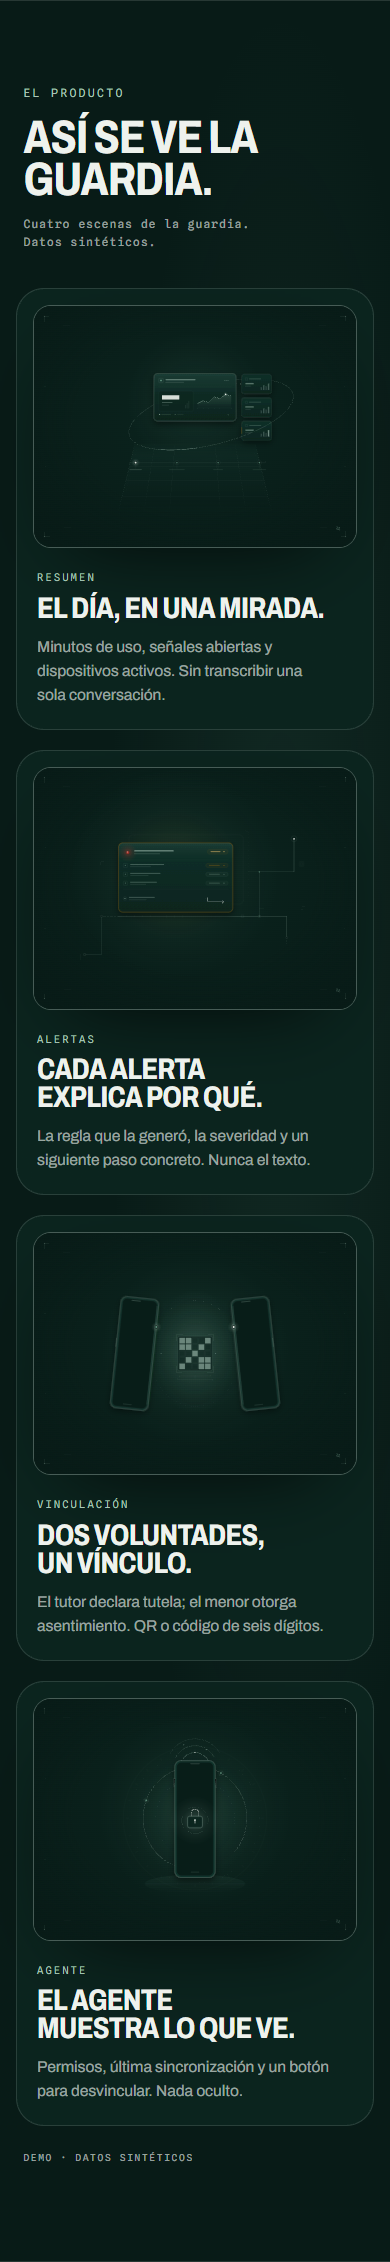 EL PRODUCTO
ASÍ SE VE LA
GUARDIA.
Cuatro escenas de la guardia.
Datos sintéticos.
RESUMEN
EL DÍA, EN UNA MIRADA.
Minutos de uso, señales abiertas y
dispositivos activos. Sin transcribir una
sola conversación.
ALERTAS
CADA ALERTA
EXPLICA POR QUÉ.
La regla que la generó, la severidad y un
siguiente paso concreto. Nunca el texto.
VINCULACIÓN
DOS VOLUNTADES,
UN VÍNCULO.
El tutor declara tutela; el menor otorga
asentimiento. QR o código de seis dígitos.
AGENTE
EL AGENTE
MUESTRA LO QUE VE.
Permisos, última sincronización y un botón
para desvincular. Nada oculto.
DEMO · DATOS SINTÉTICOS